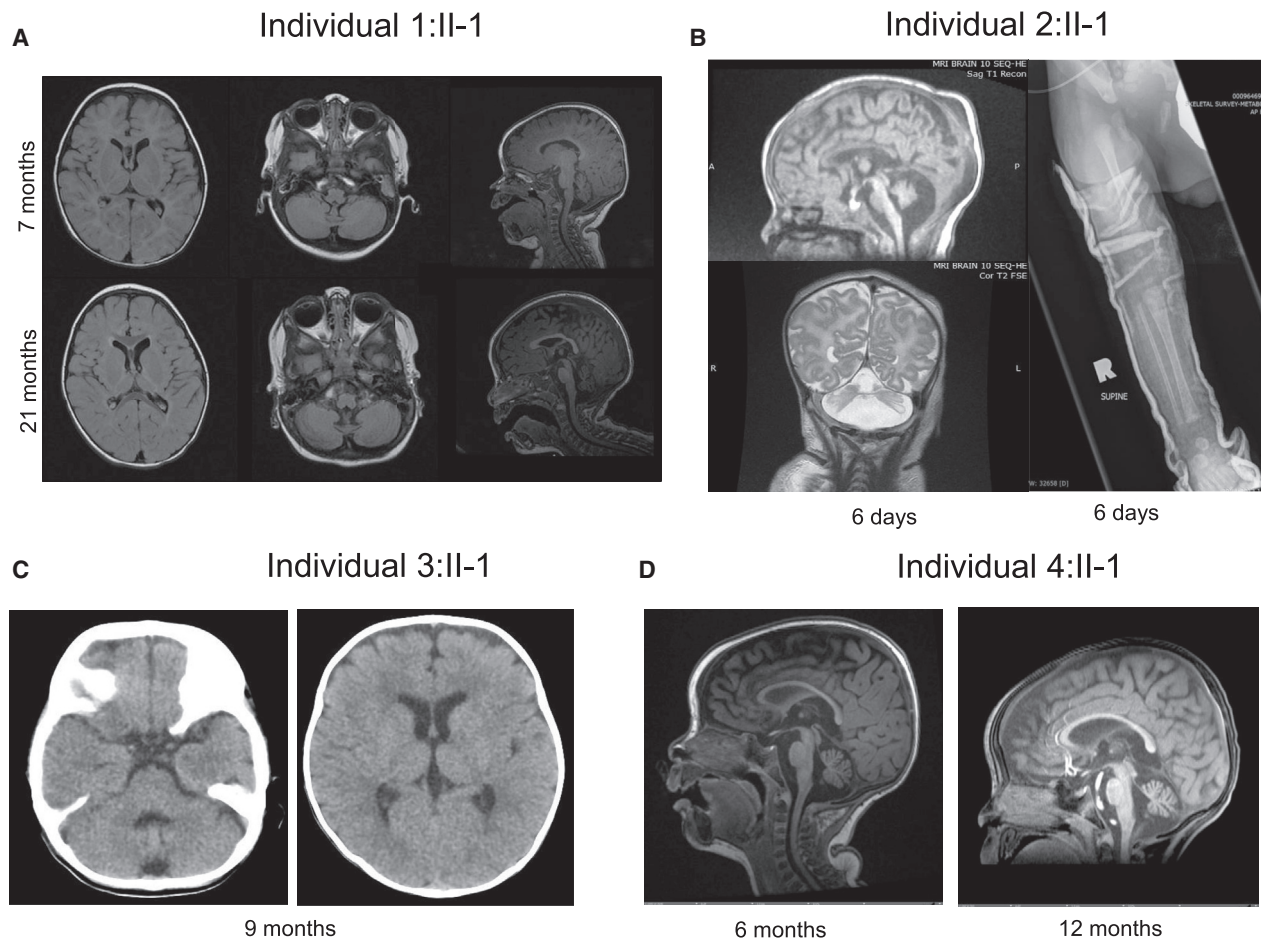 A
Individual 1:II-1
7 months
21 months
B
Individual 2:II-1
MRI BRAIN 10 SEQ-HE
Sag T1 Recon
A
P
MRI BRAIN 10 SEQ-HE
Cor T2 FSE
R
L
6 days
SKELETAL SURVEY-METAB
AP
R
SUPINE
W: 32658 [D]
6 days
C
Individual 3:II-1
9 months
D
Individual 4:II-1
6 months
12 months